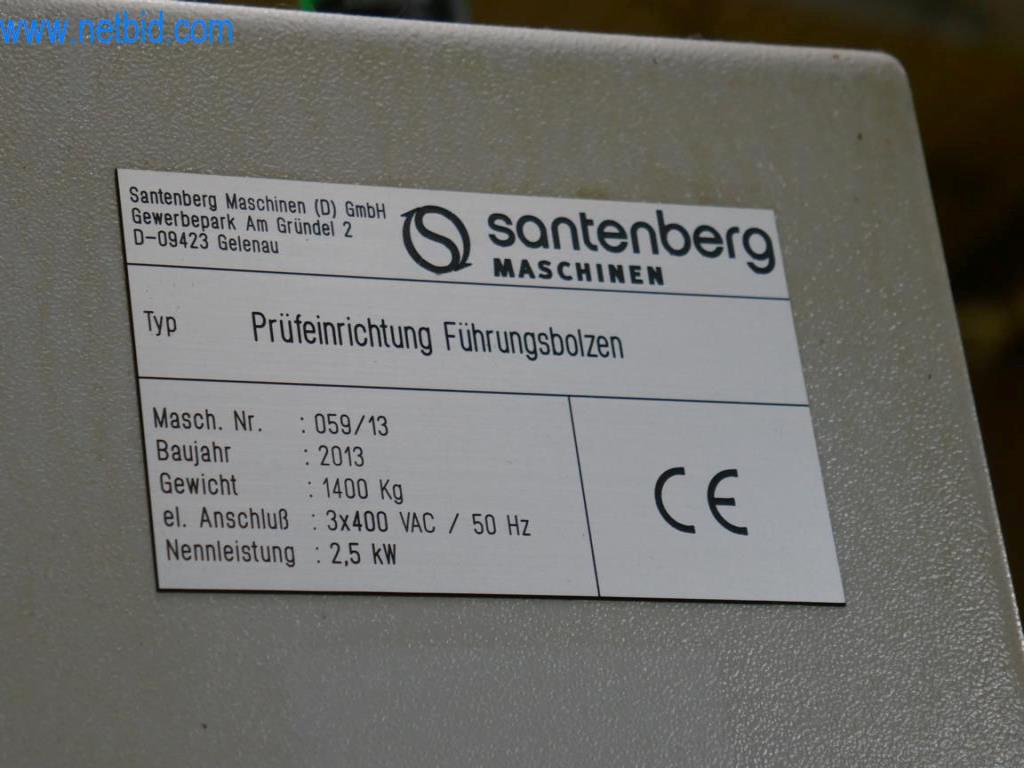 www.netbid.com
Santenberg Maschinen (D) GmbH
Gewerbepark Am Gründel 2
D-09423 Gelenau
santenberg
MASCHINEN
Typ Prüfeinrichtung Führungsbolzen
Masch. Nr. : 059/13
Baujahr : 2013
Gewicht : 1400 Kg
el. Anschluß : 3x400 VAC / 50 Hz
Nennleistung : 2,5 kW
CE